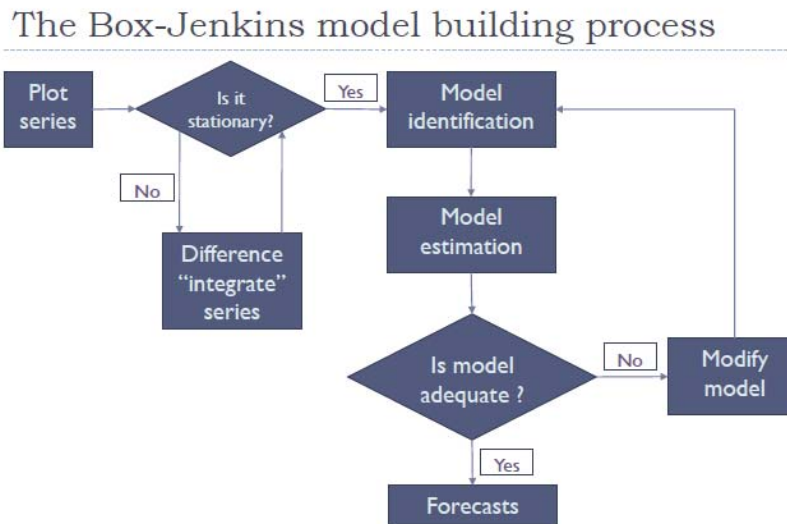 The Box-Jenkins model building process
Plot
series
Is it
stationary?
Yes
Model
identification
No
Difference
“integrate”
series
Model
estimation
Is model
adequate ?
No
Modify
model
Yes
Forecasts